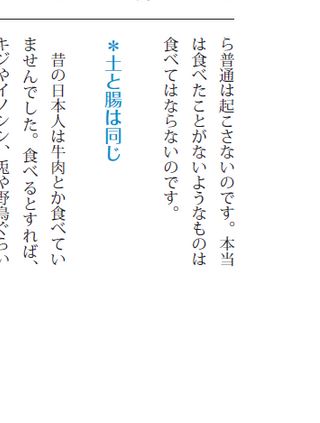 ら普通は起こさないのです。本当
は食べたことがないようなものは
食べてはならないのです。
＊土と腸は同じ
昔の日本人は牛肉とか食べてい
ませんでした。食べるとすれば、
キジやイノシシ、兎や野鳥ぐらい